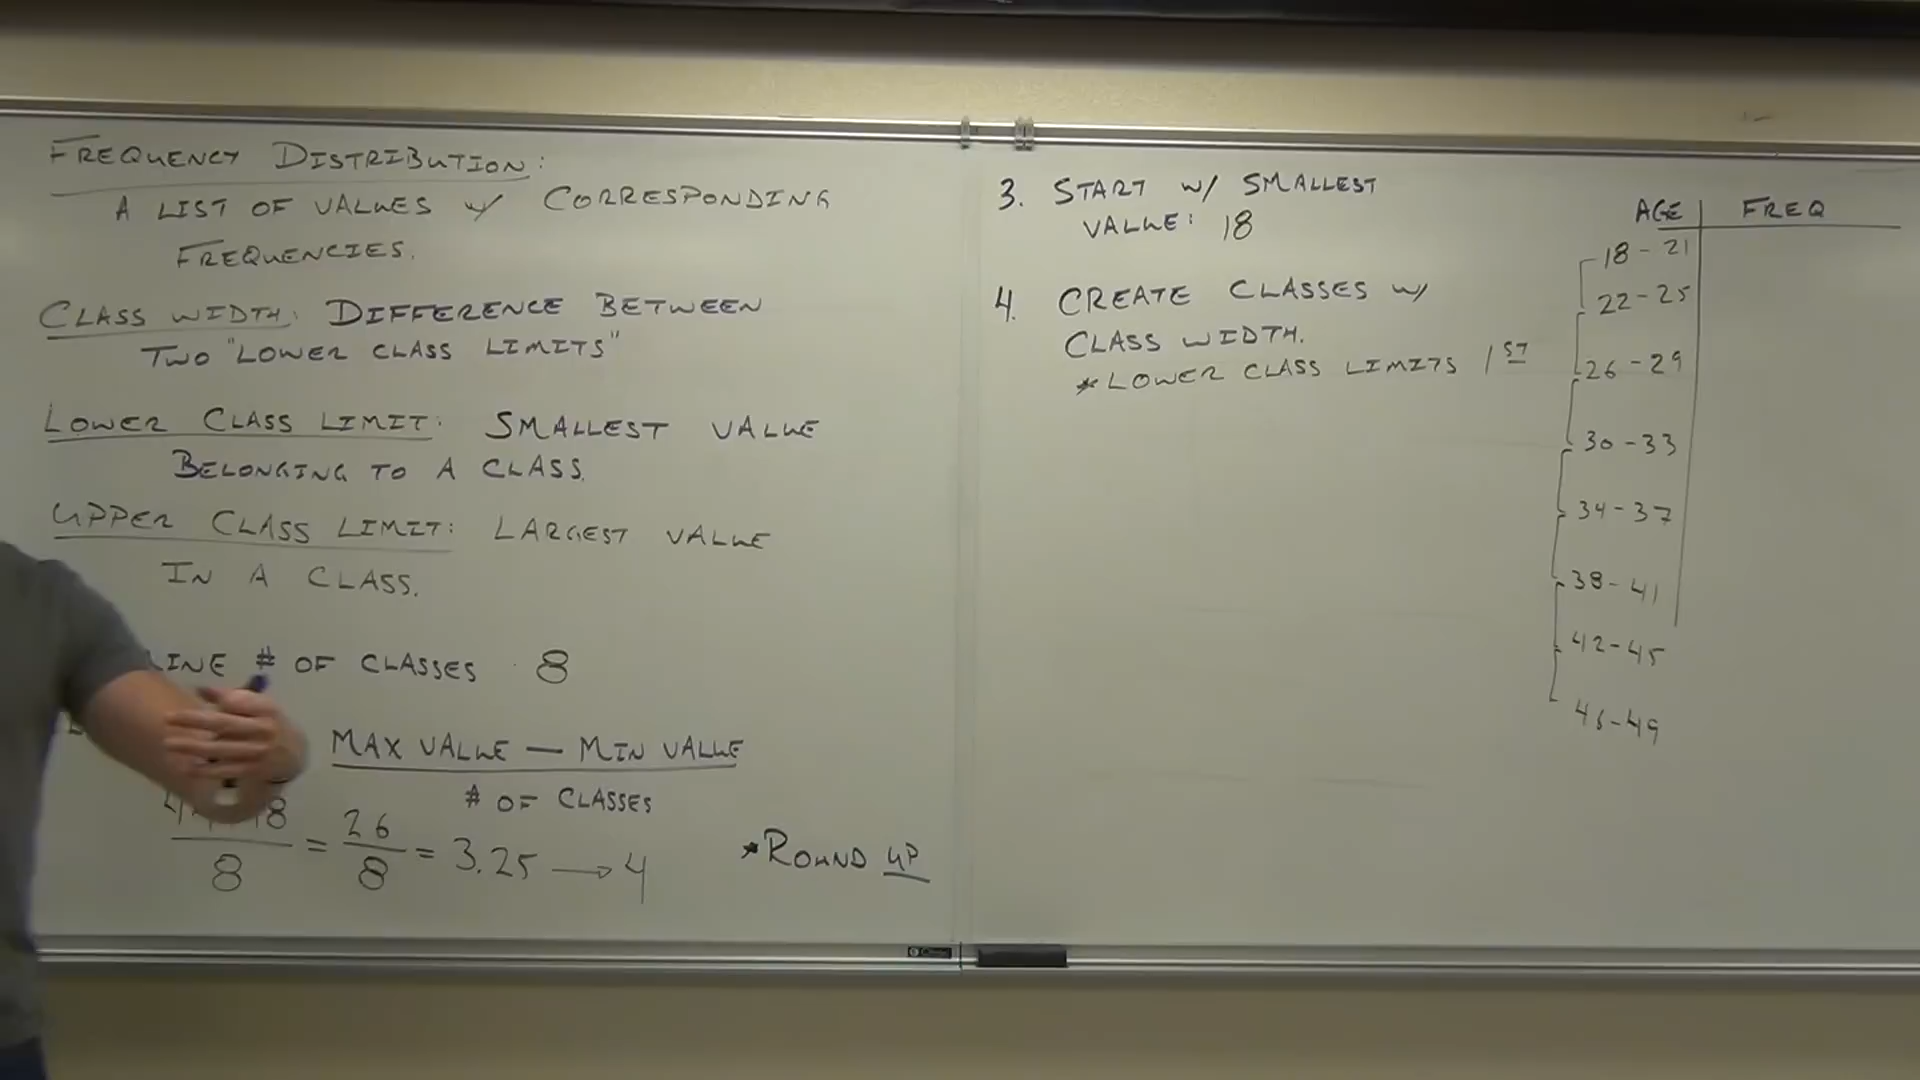 FREQUENCY DISTRIBUTION:
A LIST OF VALUES W/ CORRESPONDING
FREQUENCIES.
CLASS WIDTH: DIFFERENCE BETWEEN
TWO "LOWER CLASS LIMITS"
LOWER CLASS LIMIT: SMALLEST VALUE
BELONGING TO A CLASS.
UPPER CLASS LIMIT: LARGEST VALUE
IN A CLASS.
# OF CLASSES 8
MAX VALUE — MIN VALUE
# OF CLASSES
26
8 = 8 = 3.25 → 4
* ROUND UP
3. START W/ SMALLEST
VALUE: 18
4. CREATE CLASSES W/
CLASS WIDTH.
* LOWER CLASS LIMITS 1ST
AGE FREQ
18 - 21
22 - 25
26 - 29
30 - 33
34 - 37
38 - 41
42 - 45
46 - 49